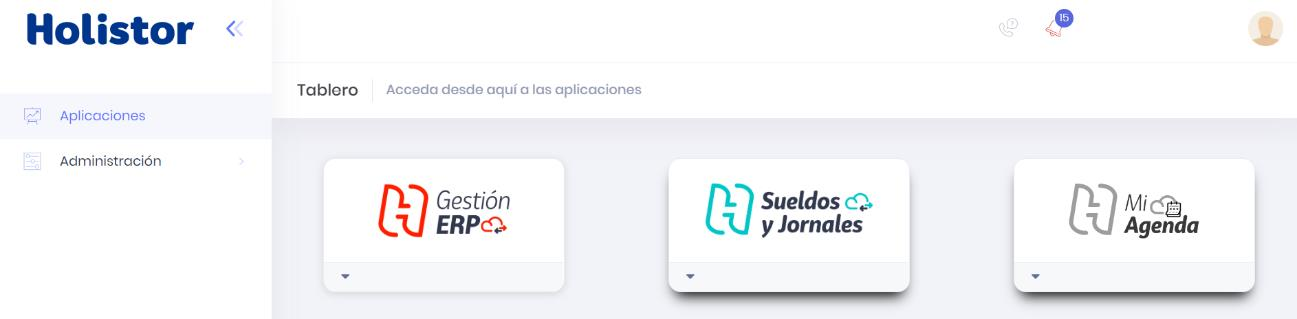 Holistor
15
Tablero
Acceda desde aquí a las aplicaciones
Aplicaciones
Administración
Gestión
ERP
Sueldos
y Jornales
Mi
Agenda